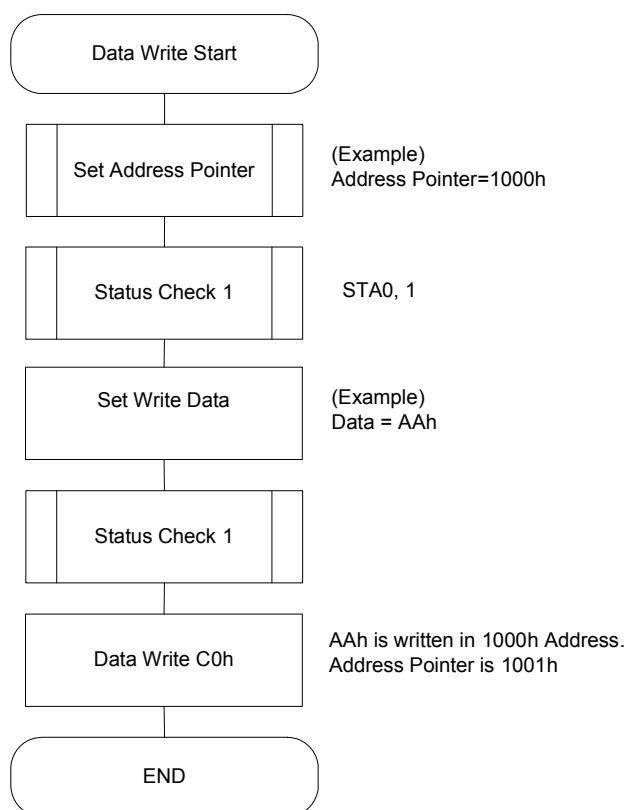 Data Write Start
Set Address Pointer
(Example)
Address Pointer=1000h
Status Check 1
STA0, 1
Set Write Data
(Example)
Data = AAh
Status Check 1
Data Write C0h
AAh is written in 1000h Address.
Address Pointer is 1001h
END